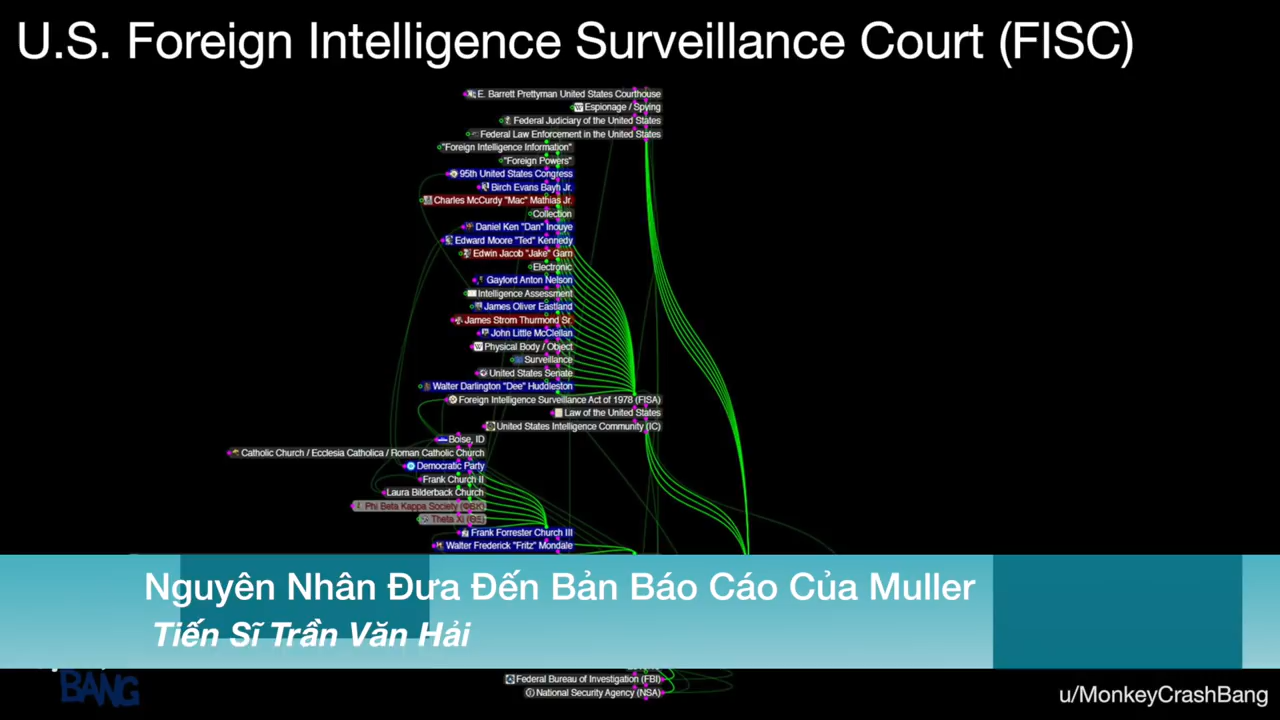 U.S. Foreign Intelligence Surveillance Court (FISC)
E. Barrett Prettyman United States Courthouse
Espionage / Spying
Federal Judiciary of the United States
Federal Law Enforcement in the United States
"Foreign Intelligence Information"
"Foreign Powers"
95th United States Congress
Birch Evans Bayh Jr.
Charles McCurdy "Mac" Mathias Jr.
Collection
Daniel Ken "Dan" Inouye
Edward Moore "Ted" Kennedy
Edwin Jacob "Jake" Garn
Electronic
Gaylord Anton Nelson
Intelligence Assessment
James Oliver Eastland
James Strom Thurmond Sr.
John Little McClellan
Physical Body / Object
Surveillance
United States Senate
Walter Darlington "Dee" Huddleston
Foreign Intelligence Surveillance Act of 1978 (FISA)
Law of the United States
United States Intelligence Community (IC)
Boise, ID
Catholic Church / Ecclesia Catholica / Roman Catholic Church
Democratic Party
Frank Church II
Laura Bilderback Church
Phi Beta Kappa Society (ΦBK)
Theta Xi (ΘΞ)
Frank Forrester Church III
Walter Frederick "Fritz" Mondale
Nguyên Nhân Đưa Đến Bản Báo Cáo Của Muller
Tiến Sĩ Trần Văn Hải
Federal Bureau of Investigation (FBI)
BANG
National Security Agency (NSA)
u/MonkeyCrashBang